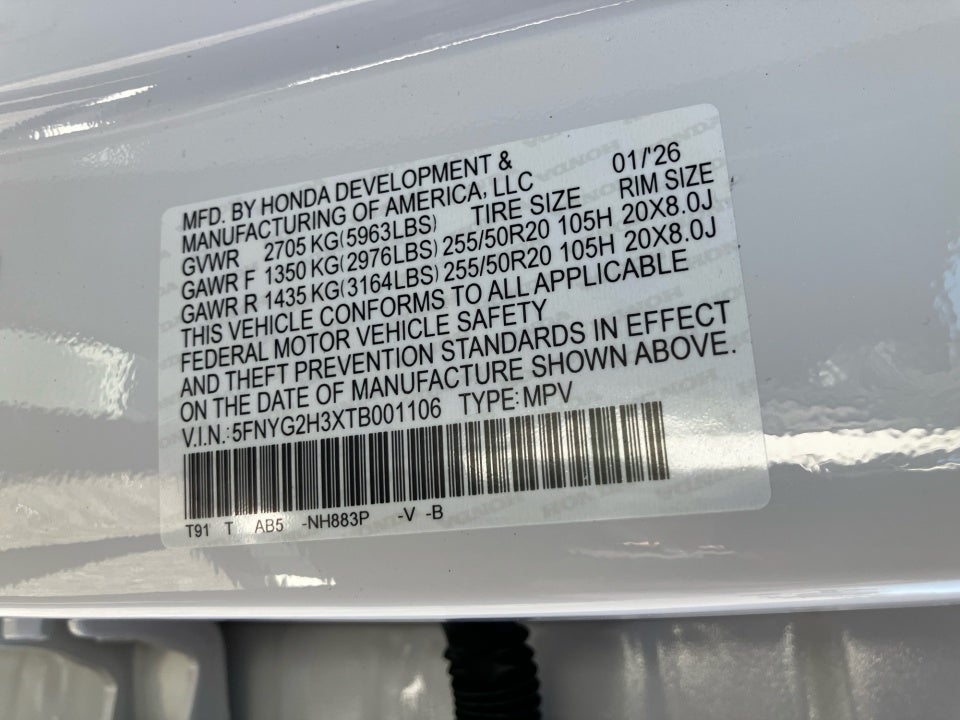 MFD. BY HONDA DEVELOPMENT & 01/'26
MANUFACTURING OF AMERICA, LLC
GVWR 2705 KG(5963LBS) TIRE SIZE RIM SIZE
GAWR F 1350 KG(2976LBS) 255/50R20 105H 20X8.0J
GAWR R 1435 KG(3164LBS) 255/50R20 105H 20X8.0J
THIS VEHICLE CONFORMS TO ALL APPLICABLE
FEDERAL MOTOR VEHICLE SAFETY
AND THEFT PREVENTION STANDARDS IN EFFECT
ON THE DATE OF MANUFACTURE SHOWN ABOVE.
V.I.N.:5FNYG2H3XTB001106 TYPE:MPV
T91 T AB5 -NH883P -V -B